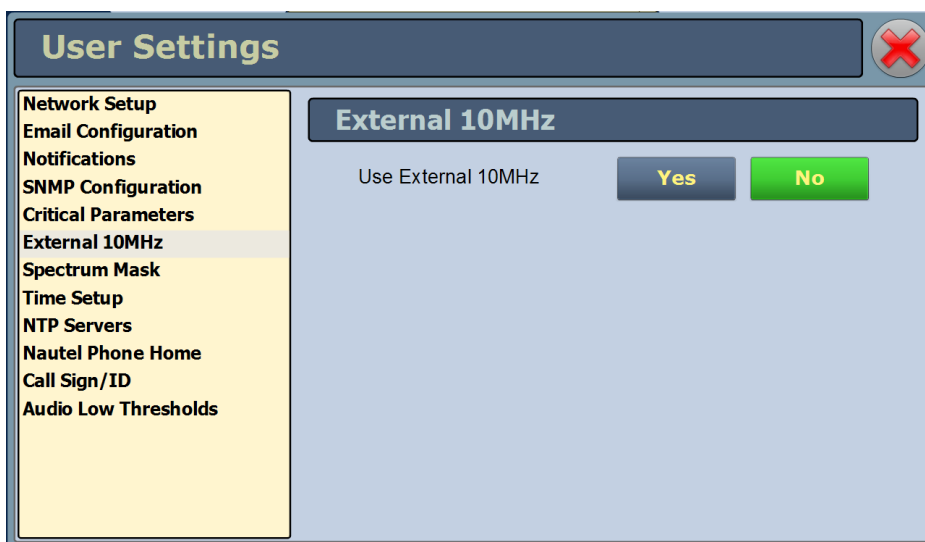 User Settings
Network Setup
Email Configuration
Notifications
SNMP Configuration
Critical Parameters
External 10MHz
Spectrum Mask
Time Setup
NTP Servers
Nautel Phone Home
Call Sign/ID
Audio Low Thresholds
External 10MHz
Use External 10MHz Yes No